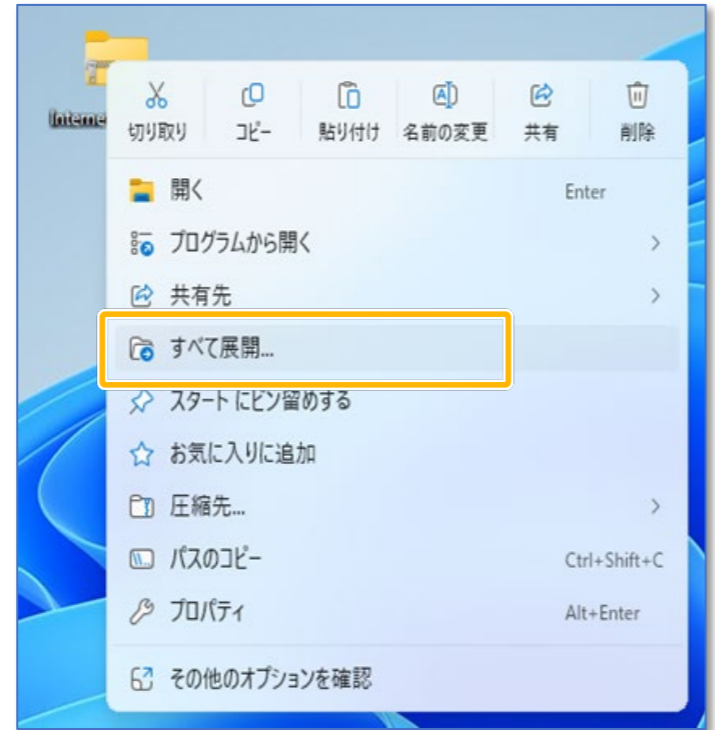 切り取り
コピー
貼り付け
名前の変更
共有
削除
開く Enter
プログラムから開く
共有先
すべて展開...
スタート にピン留めする
お気に入りに追加
圧縮先...
パスのコピー Ctrl+Shift+C
プロパティ Alt+Enter
その他のオプションを確認